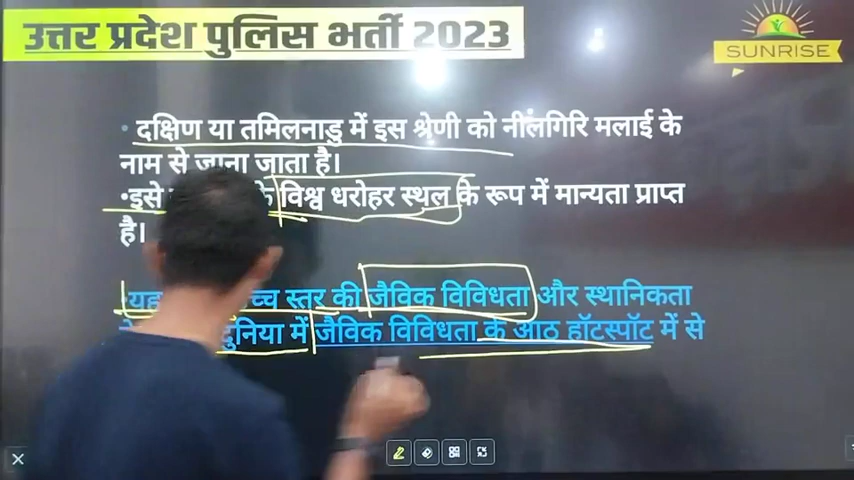 उत्तर प्रदेश पुलिस भर्ती 2023
SUNRISE
• दक्षिण या तमिलनाडु में इस श्रेणी को नीलगिरि मलाई के
नाम से जाना जाता है।
•इसे के विश्व धरोहर स्थल के रूप में मान्यता प्राप्त
है।
•यह च्च स्तर की जैविक विविधता और स्थानिकता
दुनिया में जैविक विविधता के आठ हॉटस्पॉट में से